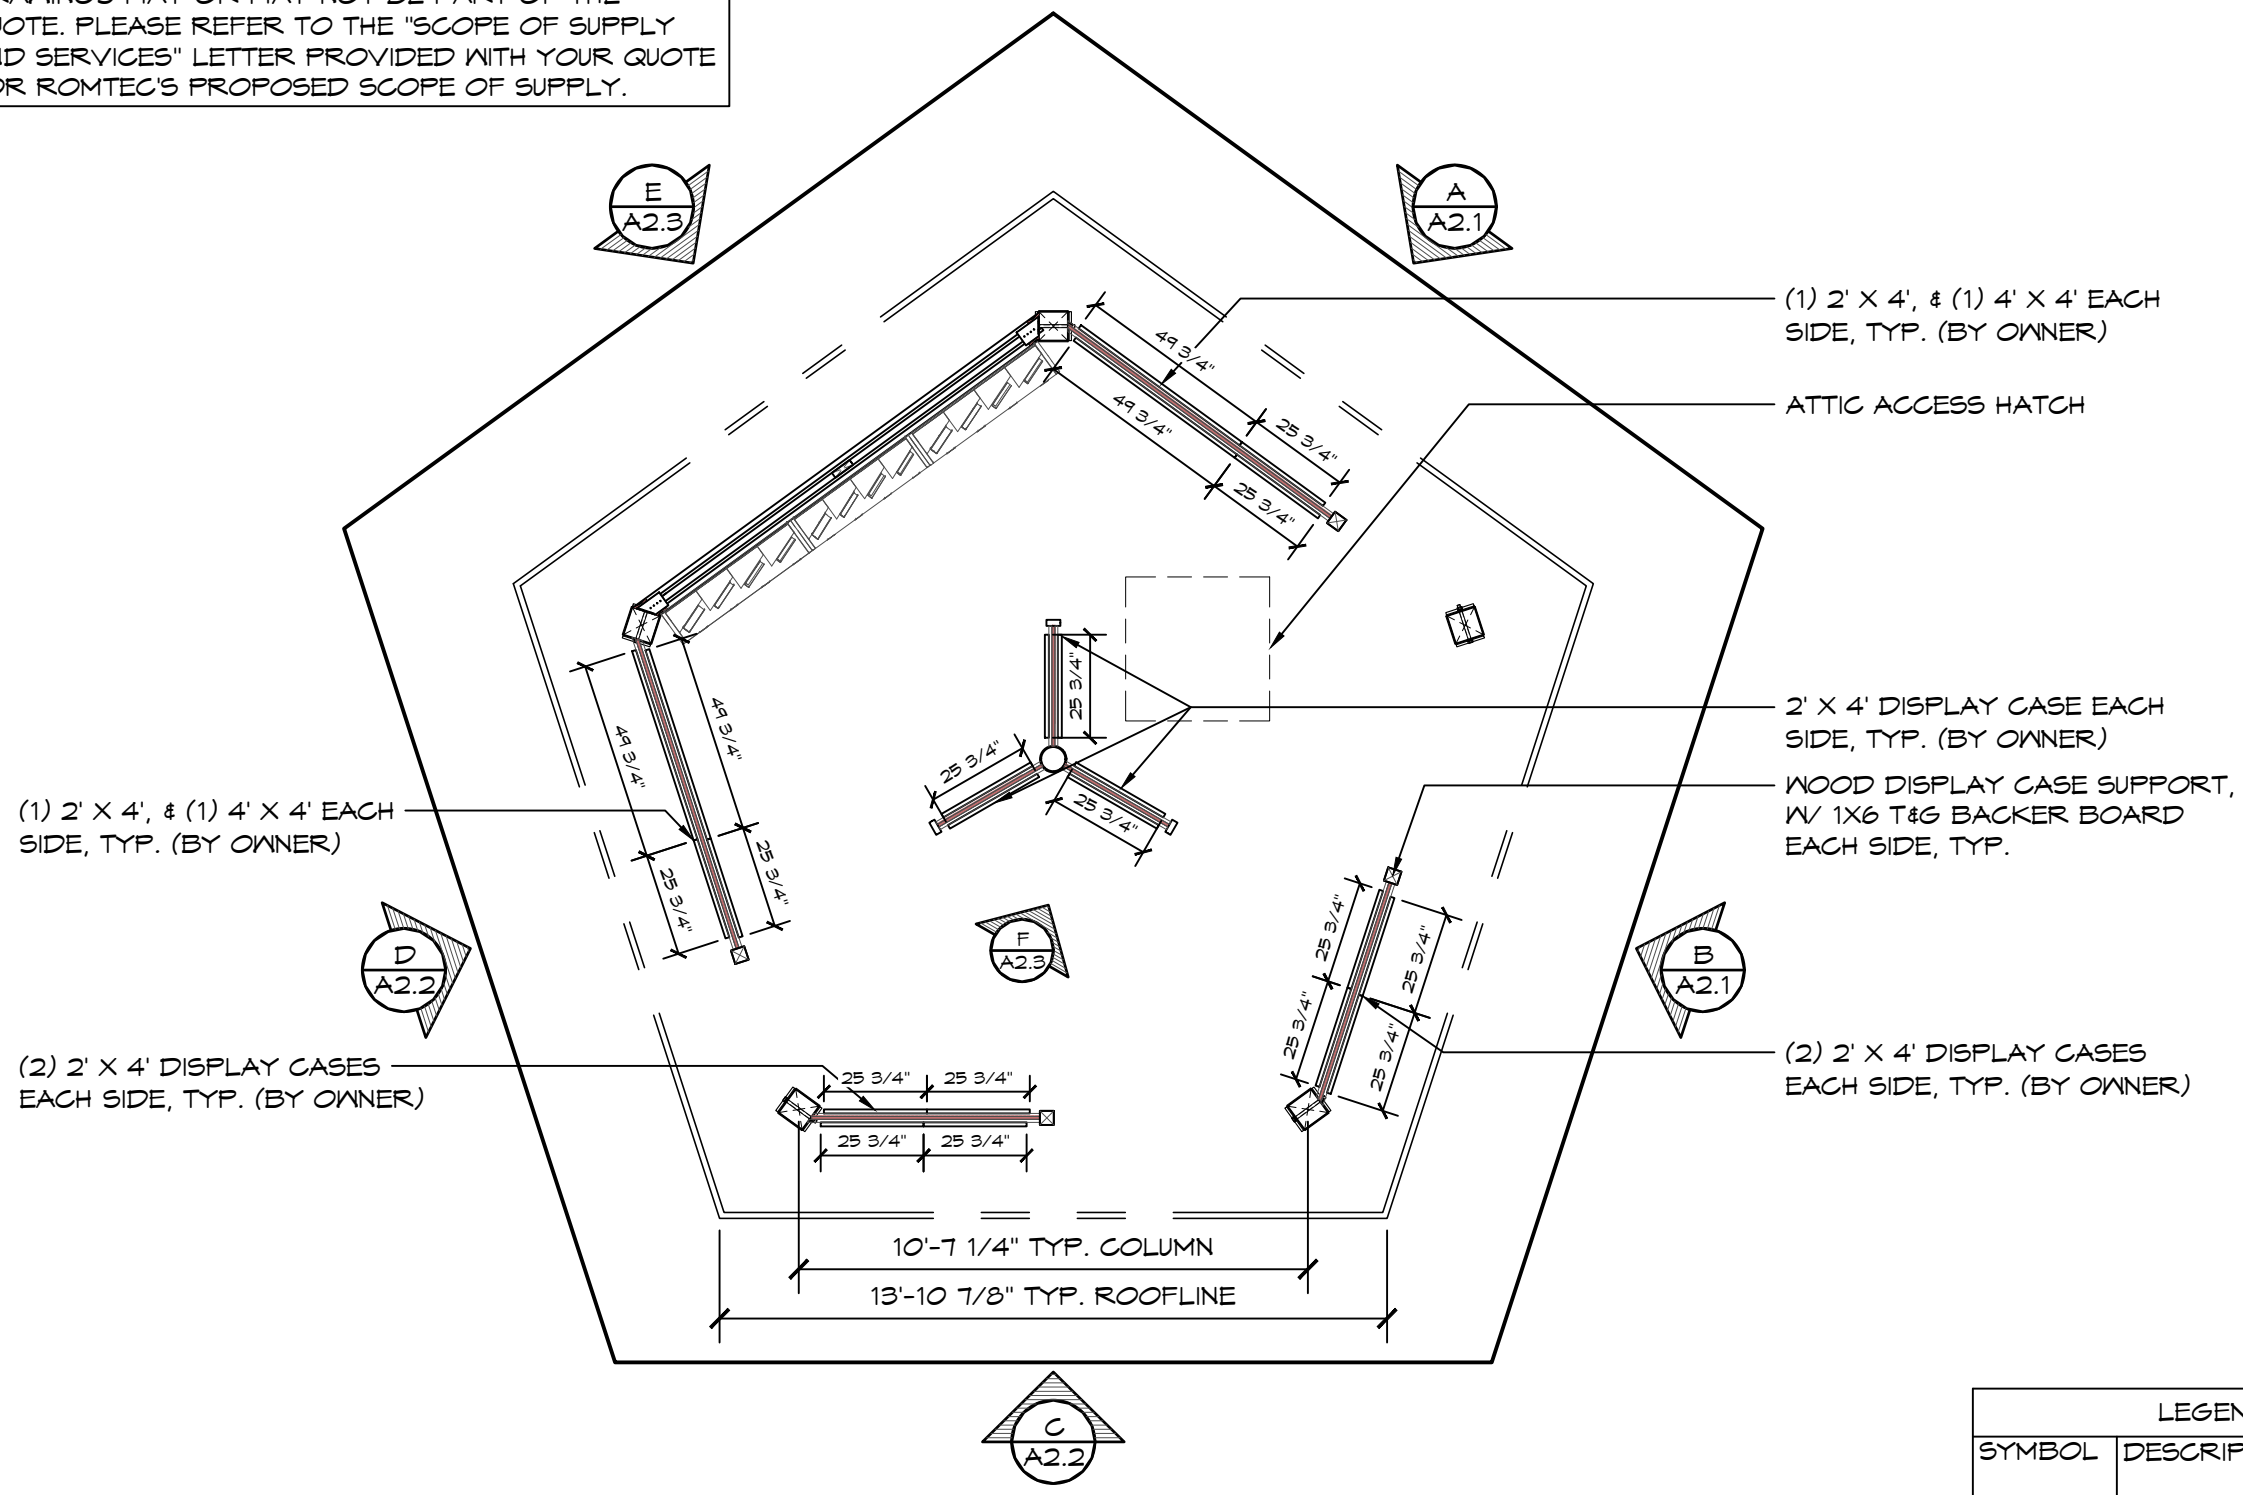 UOTE. PLEASE REFER TO THE "SCOPE OF SUPPLY
ND SERVICES" LETTER PROVIDED WITH YOUR QUOTE
OR ROMTEC'S PROPOSED SCOPE OF SUPPLY.
E
A2.3
A
A2.1
(1) 2' X 4', & (1) 4' X 4' EACH
SIDE, TYP. (BY OWNER)
49 3/4"
49 3/4"
25 3/4"
25 3/4"
ATTIC ACCESS HATCH
2' X 4' DISPLAY CASE EACH
SIDE, TYP. (BY OWNER)
25 3/4"
25 3/4"
25 3/4"
49 3/4"
49 3/4"
25 3/4"
25 3/4"
WOOD DISPLAY CASE SUPPORT,
W/ 1X6 T&G BACKER BOARD
EACH SIDE, TYP.
(1) 2' X 4', & (1) 4' X 4' EACH
SIDE, TYP. (BY OWNER)
D
A2.2
F
A2.3
25 3/4"
25 3/4"
25 3/4"
25 3/4"
B
A2.1
(2) 2' X 4' DISPLAY CASES
EACH SIDE, TYP. (BY OWNER)
25 3/4" 25 3/4"
25 3/4" 25 3/4"
(2) 2' X 4' DISPLAY CASES
EACH SIDE, TYP. (BY OWNER)
10'-7 1/4" TYP. COLUMN
13'-10 7/8" TYP. ROOFLINE
C
A2.2
LEGEN
SYMBOL DESCRIP